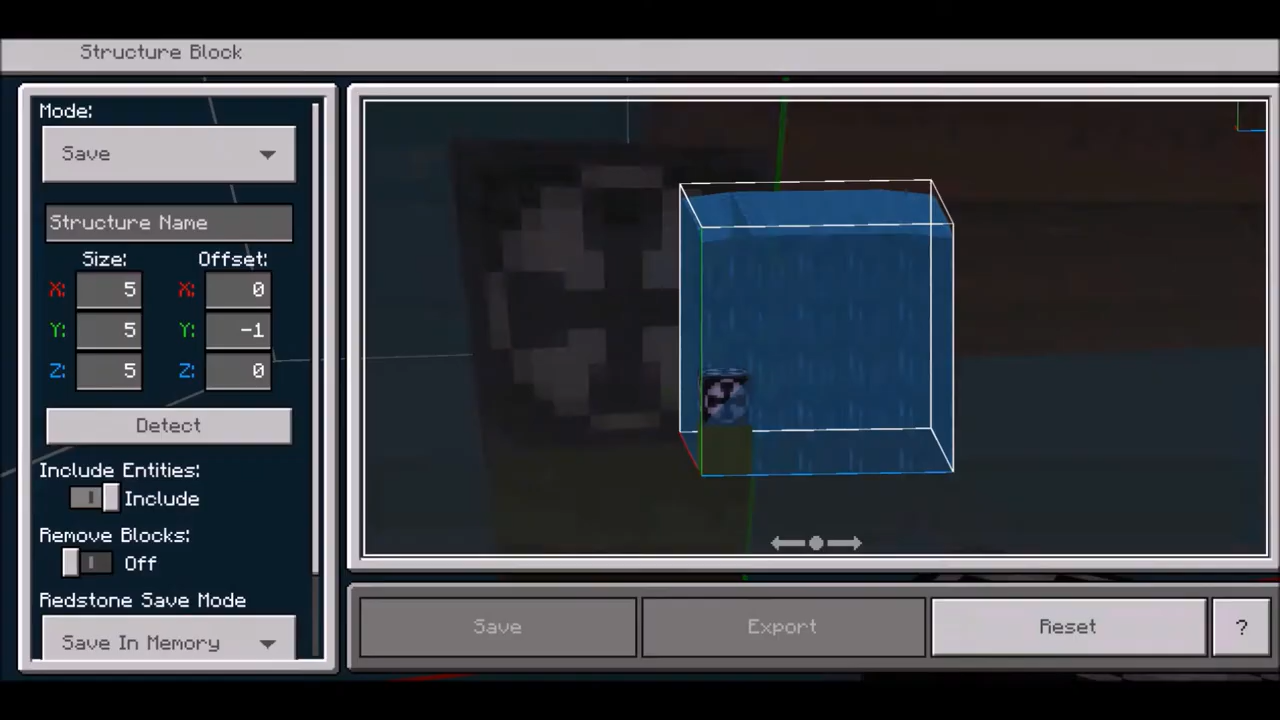 Structure Block
Mode:
Save
Structure Name
Size: Offset:
X: 5 X: 0
Y: 5 Y: -1
Z: 5 Z: 0
Detect
Include Entities:
Include
Remove Blocks:
Off
Redstone Save Mode
Save In Memory
Save Export Reset ?